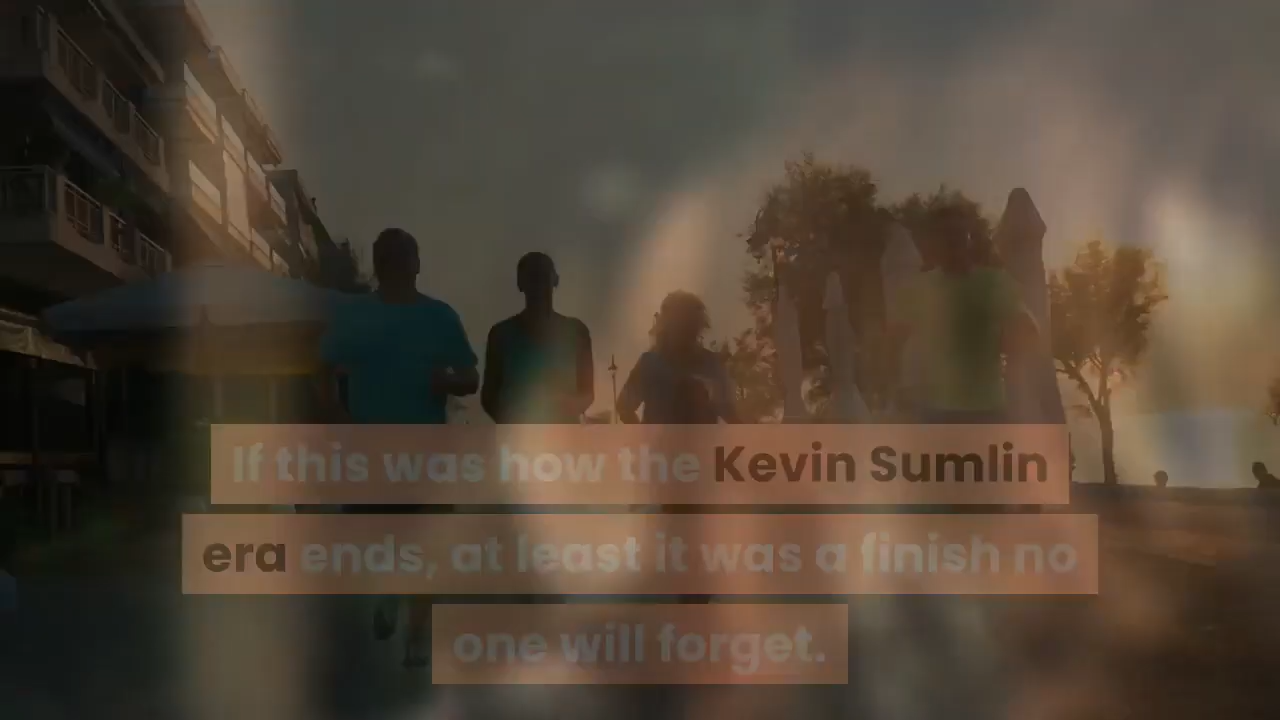 If this was how the Kevin Sumlin
era ends, at least it was a finish no
one will forget.